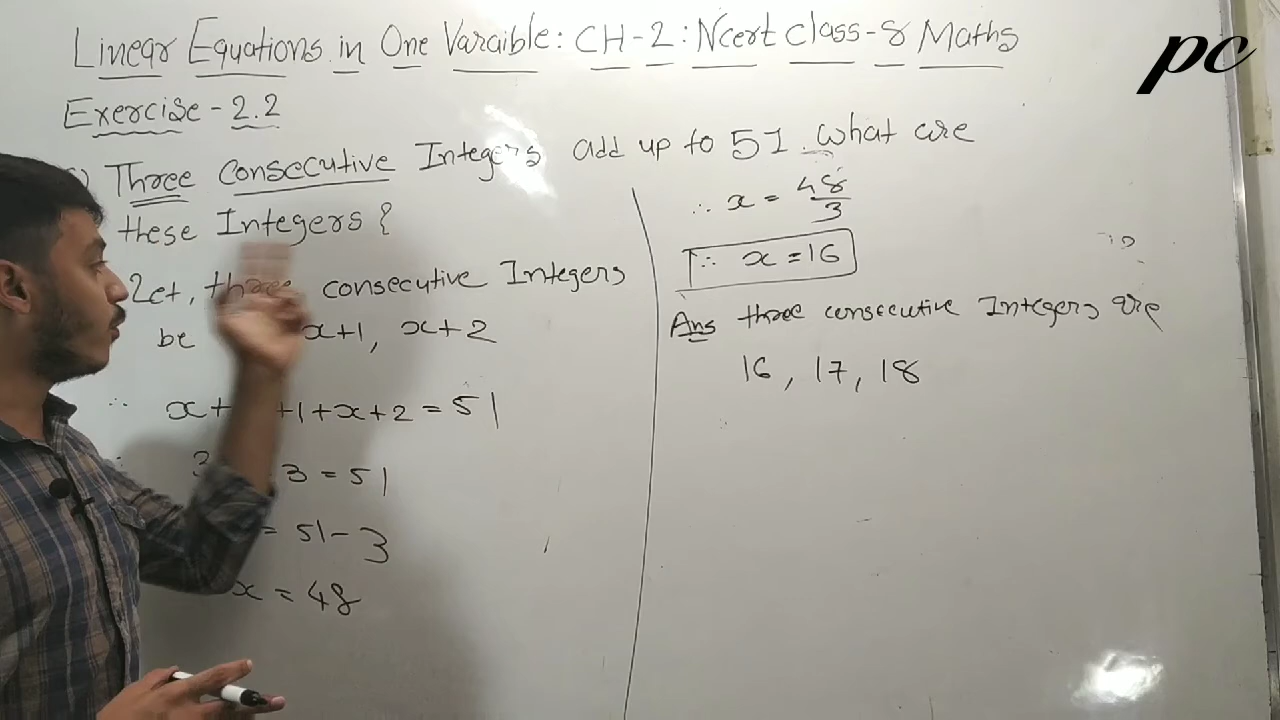 Linear Equations in One Varaible: CH-2: Ncert Class-8 Maths
pc
Exercise - 2.2
Three Consecutive Integers add up to 51. What are
these Integers
Let, three consecutive Integers
be x+1, x+2
∴ x+ +1+x+2 = 51
3 3 = 51
= 51-3
x = 48
∴ x = 48/3
∴ x = 16
Ans three consecutive Integers are
16, 17, 18